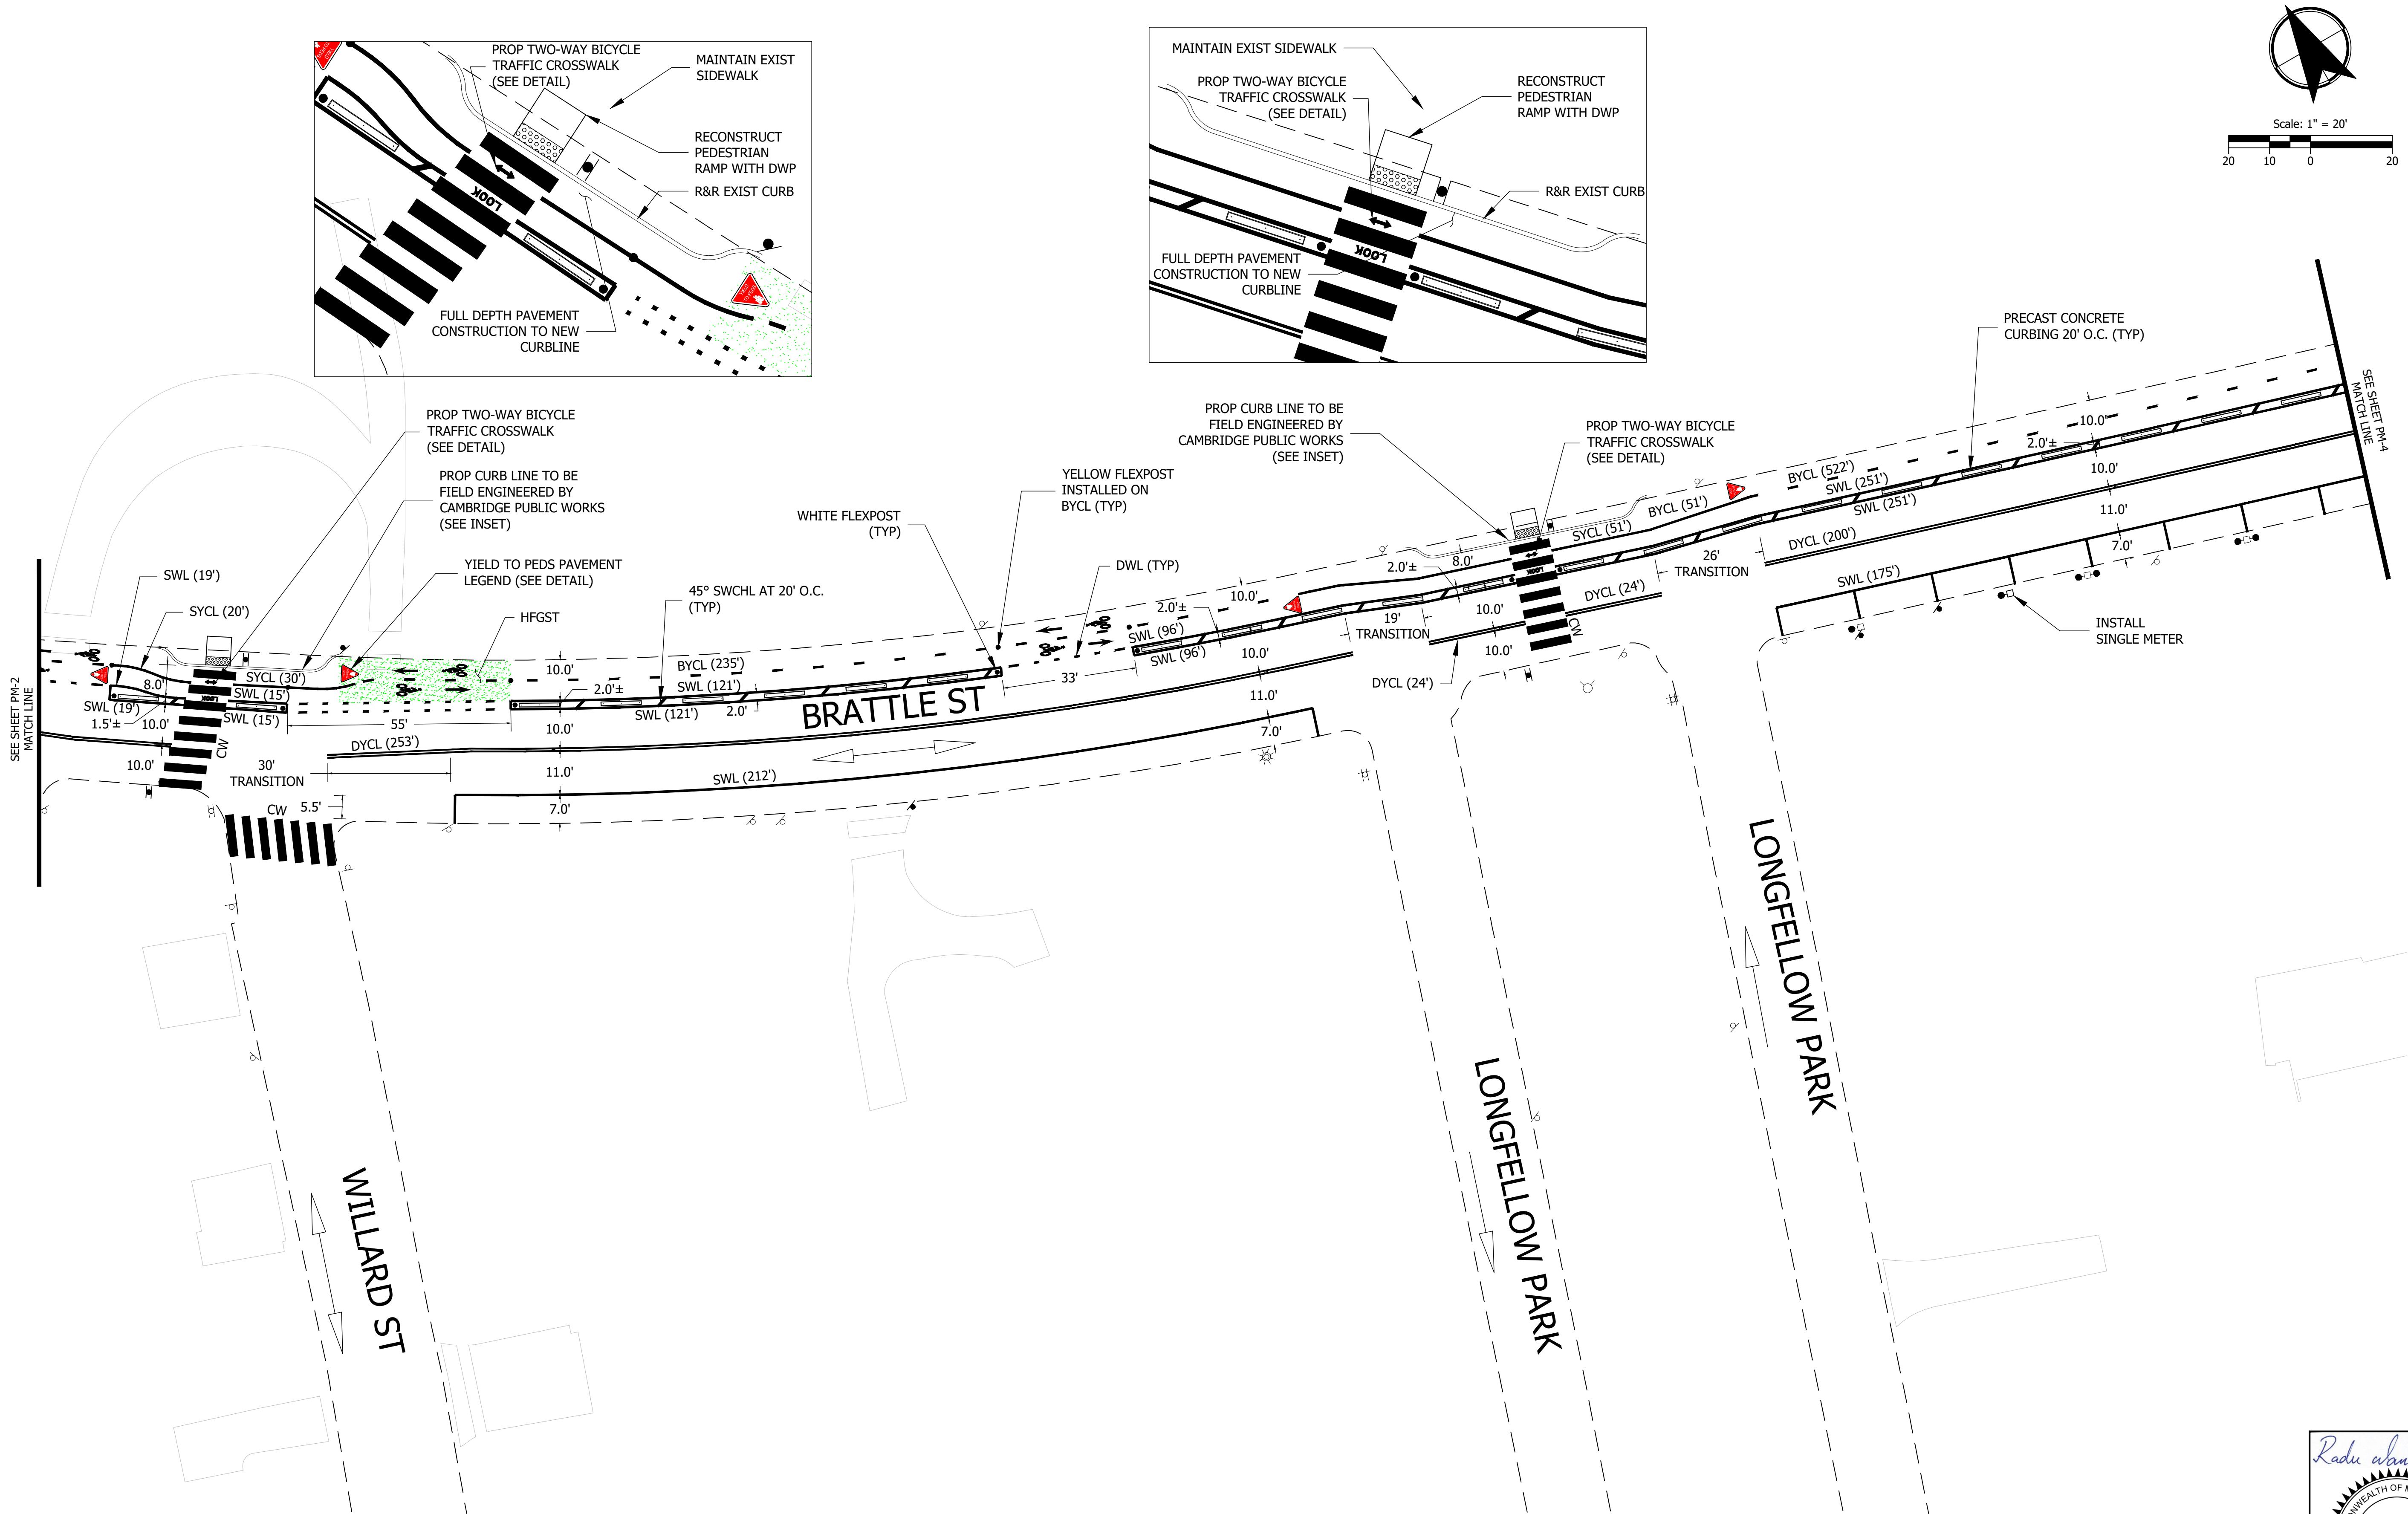 PROP TWO-WAY BICYCLE
TRAFFIC CROSSWALK
(SEE DETAIL)
MAINTAIN EXIST
SIDEWALK
RECONSTRUCT
PEDESTRIAN
RAMP WITH DWP
R&R EXIST CURB
LOOK
FULL DEPTH PAVEMENT
CONSTRUCTION TO NEW
CURBLINE
MAINTAIN EXIST SIDEWALK
PROP TWO-WAY BICYCLE
TRAFFIC CROSSWALK
(SEE DETAIL)
RECONSTRUCT
PEDESTRIAN
RAMP WITH DWP
R&R EXIST CURB
LOOK
FULL DEPTH PAVEMENT
CONSTRUCTION TO NEW
CURBLINE
Scale: 1" = 20'
20 10 0 20
PRECAST CONCRETE
CURBING 20' O.C. (TYP)
SEE SHEET PM-4
MATCH LINE
PROP TWO-WAY BICYCLE
TRAFFIC CROSSWALK
(SEE DETAIL)
PROP CURB LINE TO BE
FIELD ENGINEERED BY
CAMBRIDGE PUBLIC WORKS
(SEE INSET)
YIELD TO PEDS PAVEMENT
LEGEND (SEE DETAIL)
HFGST
45° SWCHL AT 20' O.C.
(TYP)
WHITE FLEXPOST
(TYP)
YELLOW FLEXPOST
INSTALLED ON
BYCL (TYP)
DWL (TYP)
PROP CURB LINE TO BE
FIELD ENGINEERED BY
CAMBRIDGE PUBLIC WORKS
(SEE INSET)
PROP TWO-WAY BICYCLE
TRAFFIC CROSSWALK
(SEE DETAIL)
SEE SHEET PM-2
MATCH LINE
SWL (19')
SYCL (20')
8.0'
SWL (19')
1.5'±
10.0'
10.0'
LOOK
CW
SYCL (30')
SWL (15')
SWL (15')
55'
30'
TRANSITION
DYCL (253')
CW
5.5'
10.0'
2.0'±
10.0'
11.0'
7.0'
BYCL (235')
SWL (121')
SWL (121')
2.0'
BRATTLE ST
SWL (212')
33'
SWL (96')
SWL (96')
2.0'±
10.0'
10.0'
11.0'
7.0'
19'
TRANSITION
2.0'±
8.0'
10.0'
10.0'
DYCL (24')
LOOK
CW
SYCL (51')
BYCL (51')
DYCL (24')
26'
TRANSITION
BYCL (522')
SWL (251')
SWL (251')
DYCL (200')
SWL (175')
10.0'
2.0'±
10.0'
11.0'
7.0'
INSTALL
SINGLE METER
WILLARD ST
LONGFELLOW PARK
LONGFELLOW PARK
Radu